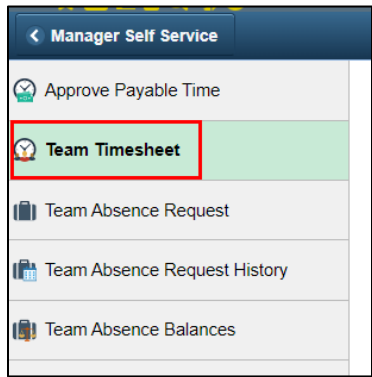 Manager Self Service
Approve Payable Time
Team Timesheet
Team Absence Request
Team Absence Request History
Team Absence Balances